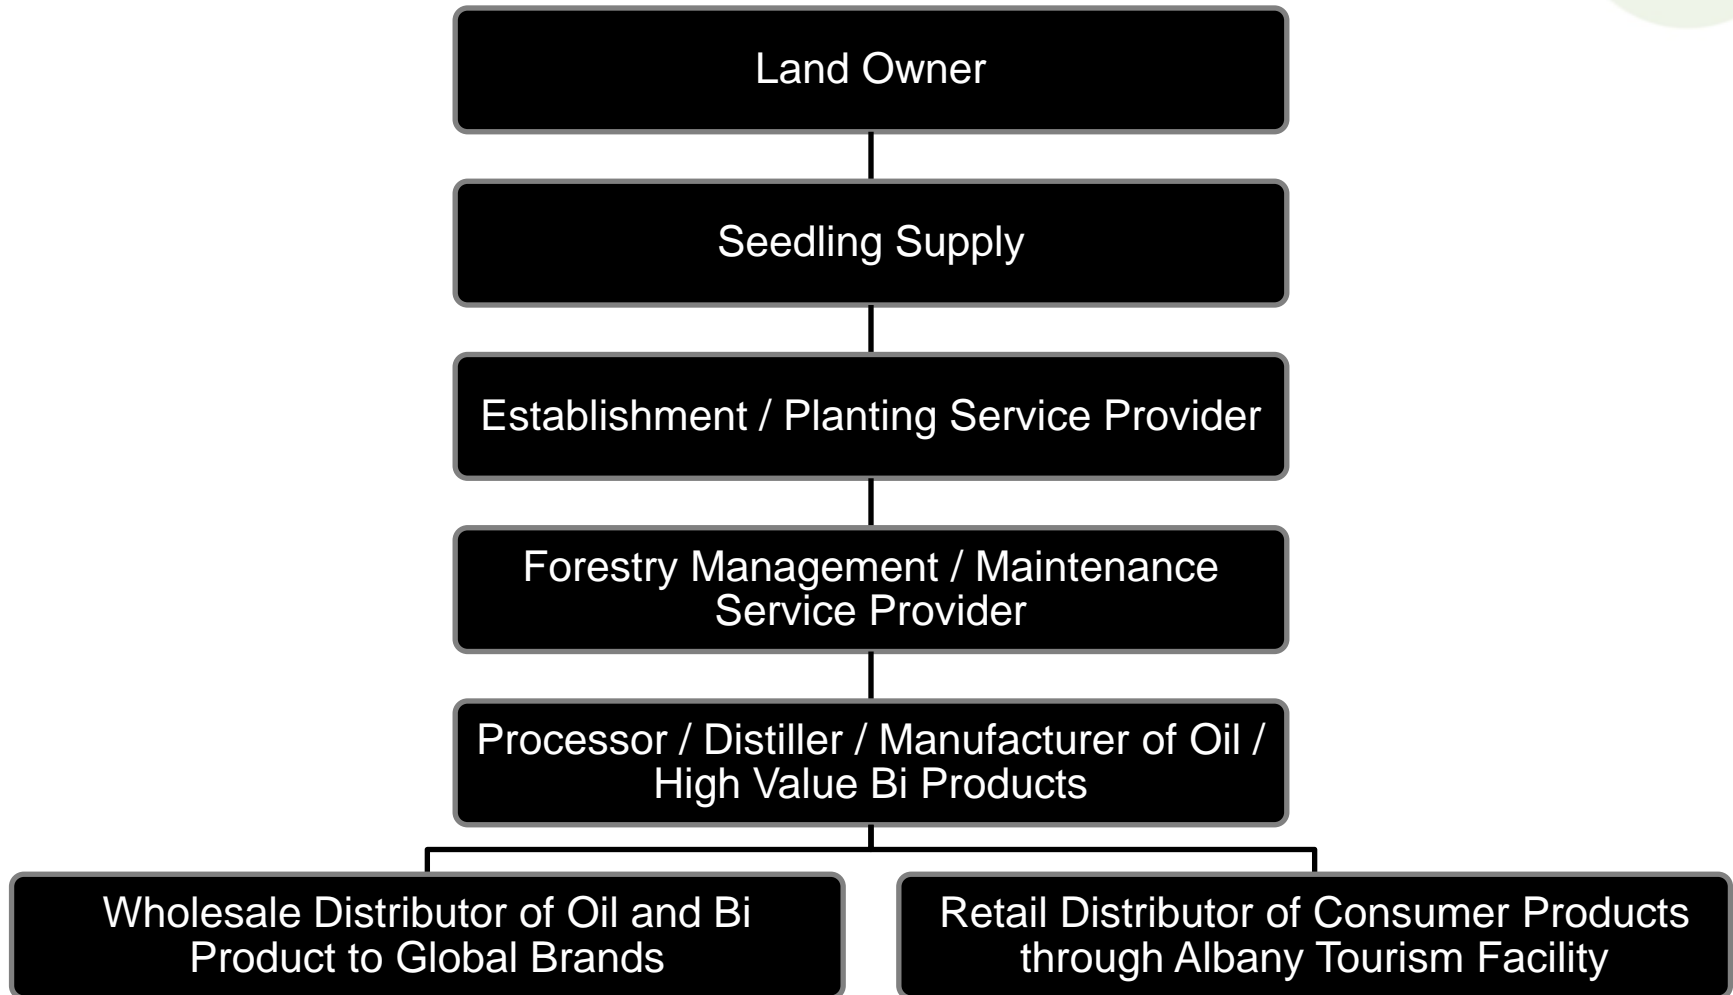 Land Owner
Seedling Supply
Establishment / Planting Service Provider
Forestry Management / Maintenance
Service Provider
Processor / Distiller / Manufacturer of Oil /
High Value Bi Products
Wholesale Distributor of Oil and Bi
Product to Global Brands
Retail Distributor of Consumer Products
through Albany Tourism Facility